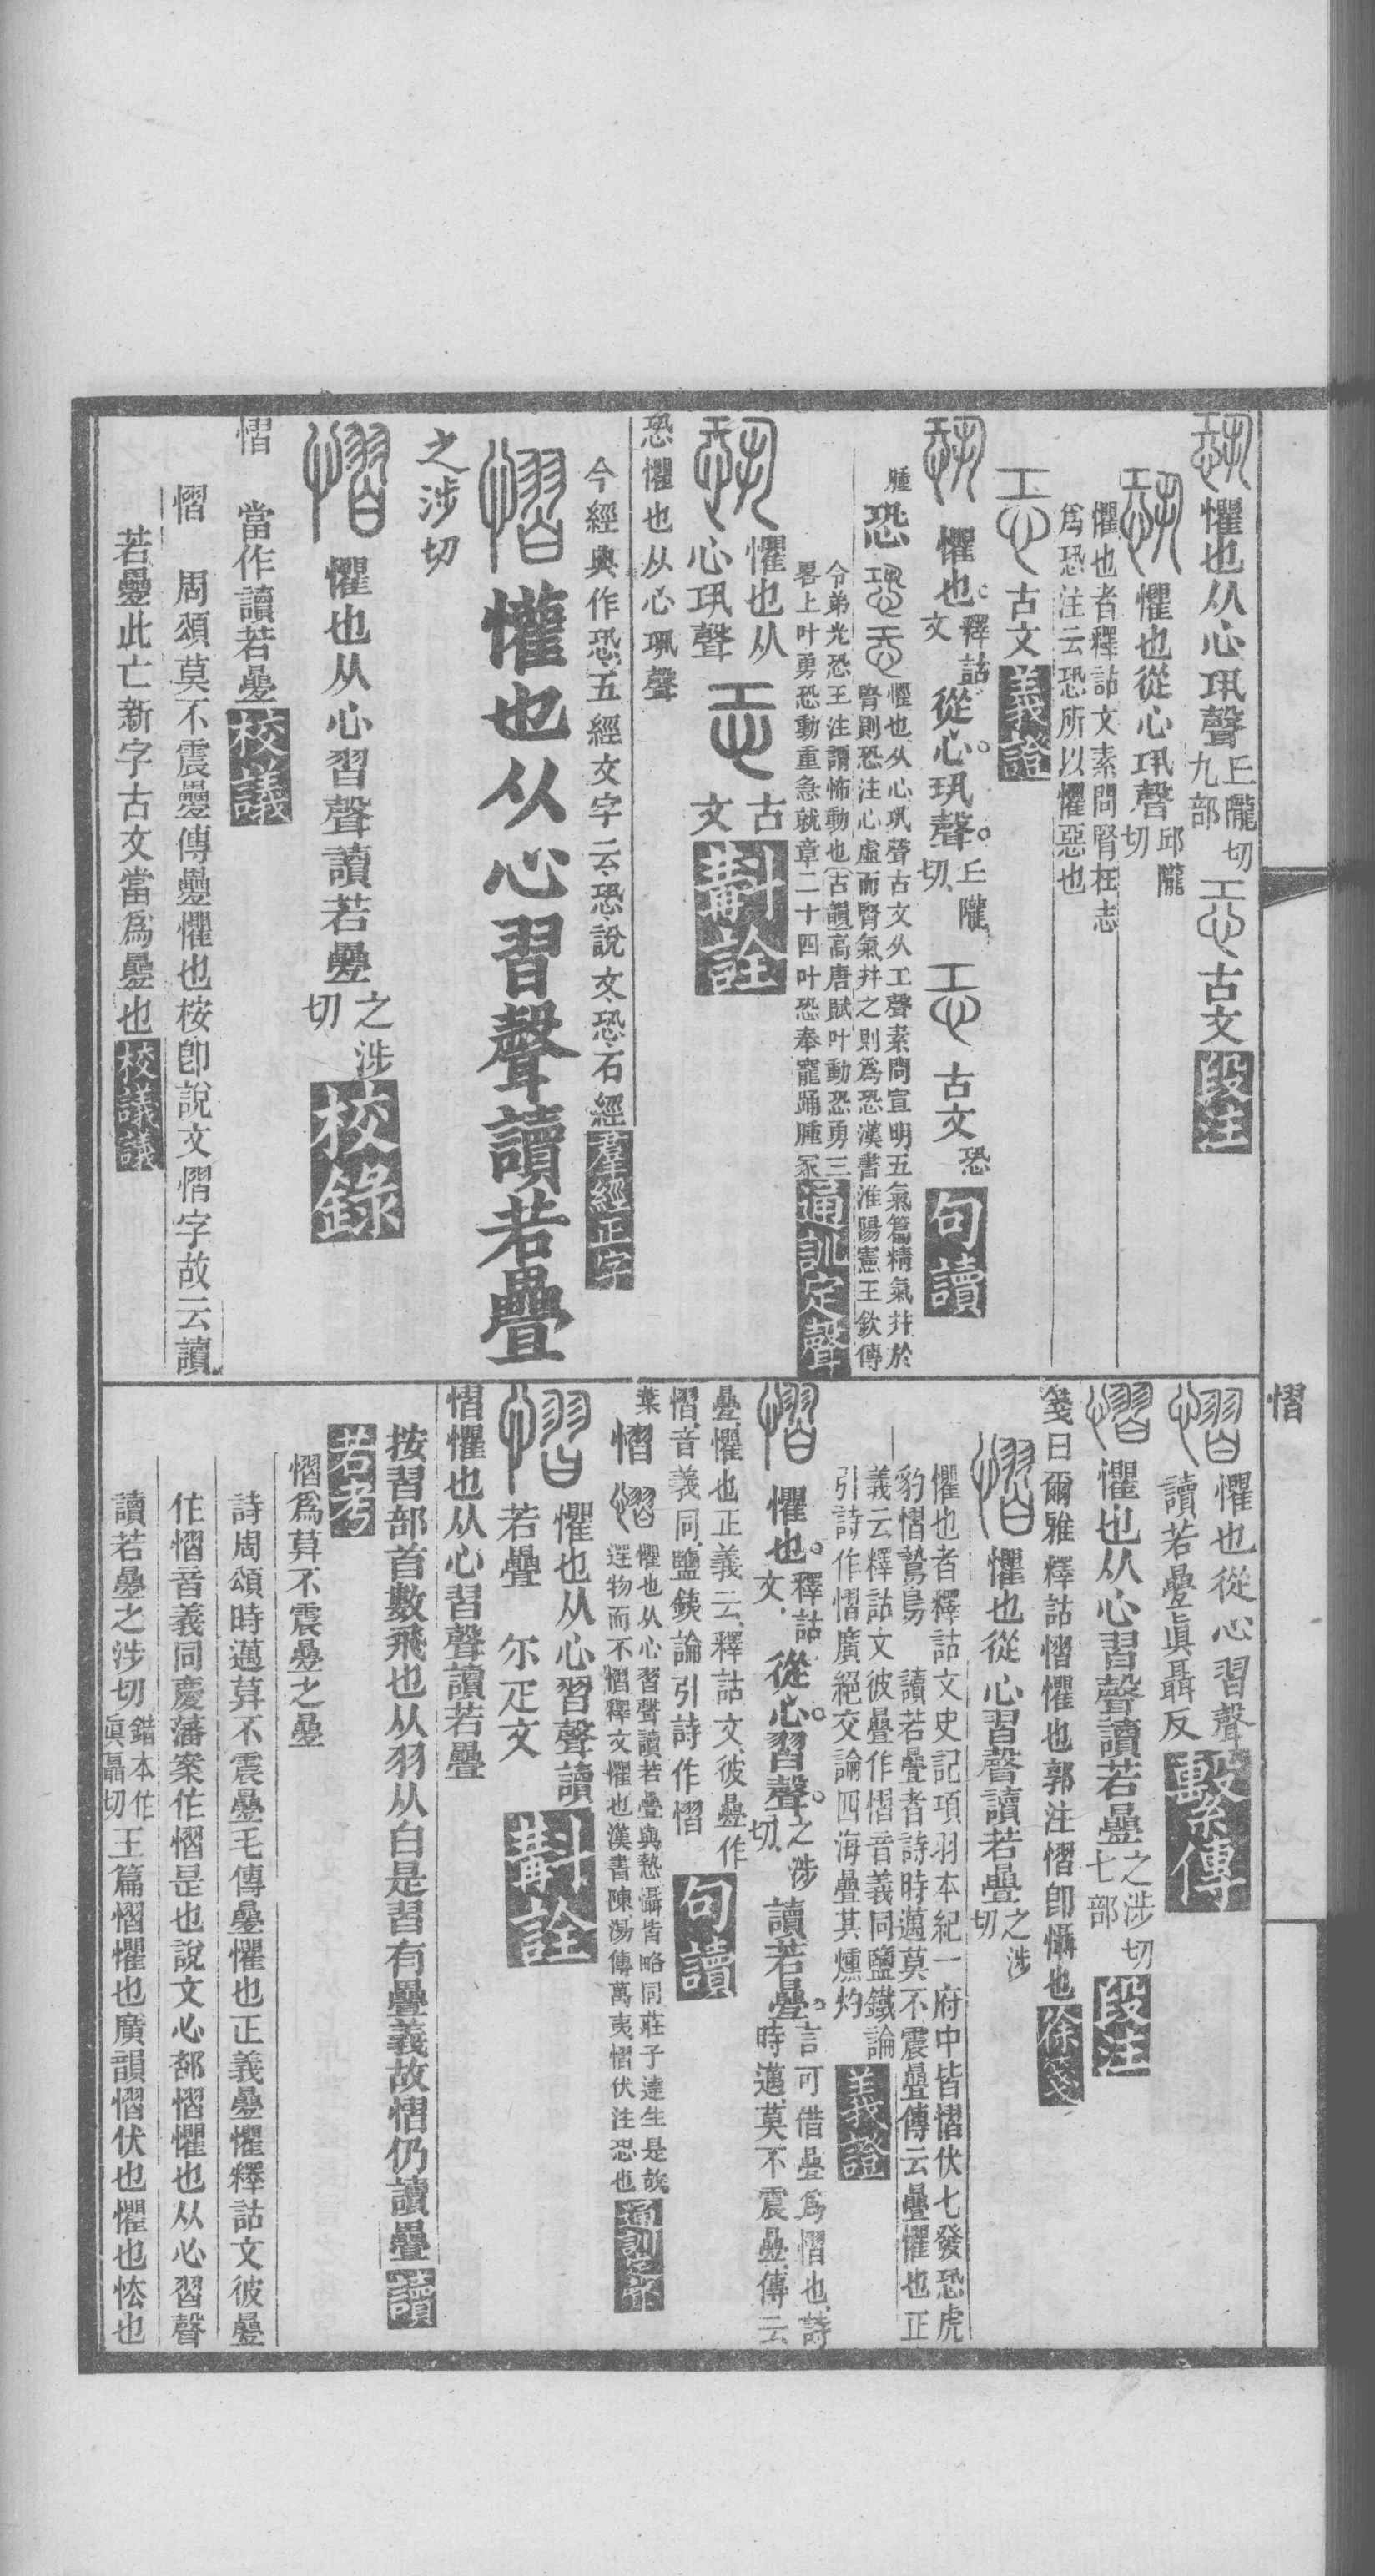 懼也从心巩聲丘隴切九部 古文段注
懼也從心巩聲邱隴切
懼也者釋詁文素問腎在志
爲恐注云恐所以懼惡也
古文義證
懼也釋詁文從心巩聲丘隴切 古文恐句讀
腫恐
懼也从心巩聲古文从工聲素問宣明五氣篇精氣幷於
腎則恐注心虛而腎氣幷之則爲恐漢書淮陽憲王欽傳
令弟光恐王注謂怖動也古韻高唐賦叶動恐勇三
畧上叶勇恐動重急就章二十四叶恐奉寵踊腫冢通訓定聲
懼也从心巩聲 古文斠詮
恐懼也从心巩聲
今經典作恐五經文字云恐說文恐石經羣經正字
懼也从心習聲讀若疊
之涉切
懼也从心習聲讀若疊之涉切校錄
慴 當作讀若疊校議
慴 周頌莫不震疊傳疊懼也桉卽說文慴字故云讀
若疊此亡新字古文當爲疊也校議議
慴
懼也從心習聲
讀若疊眞聶反繫傳
懼也从心習聲讀若疊之涉切七部段注
箋曰爾雅釋詁慴懼也郭注慴卽懾也徐箋
懼也從心習聲讀若疊之涉切
懼也者釋詁文史記項羽本紀一府中皆慴伏七發恐虎
豹慴鷙鳥 讀若疊者詩時邁莫不震疊傳云疊懼也正
義云釋詁文彼疊作慴音義同鹽鐵論
引詩作慴廣絕交論四海疊其燻灼義證
懼也釋詁文從心習聲之涉切讀若疊言可借疊爲慴也詩時邁莫不震疊傳云
疊懼也正義云釋詁文彼疊作
慴音義同鹽鐵論引詩作慴句讀
葉慴
懼也从心習聲讀若疊與慹懾皆略同莊子達生是故
遻物而不慴釋文懼也漢書陳湯傳萬夷慴伏注恐也通訓定聲
懼也从心習聲讀若疊 尒疋文斠詮
慴懼也从心習聲讀若疊
按習部首數飛也从羽从白是習有疊義故慴仍讀疊讀若考
慴爲莫不震疊之疊
詩周頌時邁莫不震疊毛傳疊懼也正義疊懼釋詁文彼疊
作慴音義同慶藩案作慴是也說文心部慴懼也从心習聲
讀若疊之涉切鍇本作眞聶切玉篇慴懼也廣韻慴伏也懼也怯也